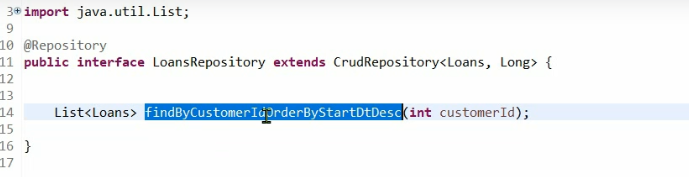 3 import java.util.List;
9
10 @Repository
11 public interface LoansRepository extends CrudRepository<Loans, Long> {
12
13
14 List<Loans> findByCustomerIdOrderByStartDtDesc(int customerId);
15
16 }
17